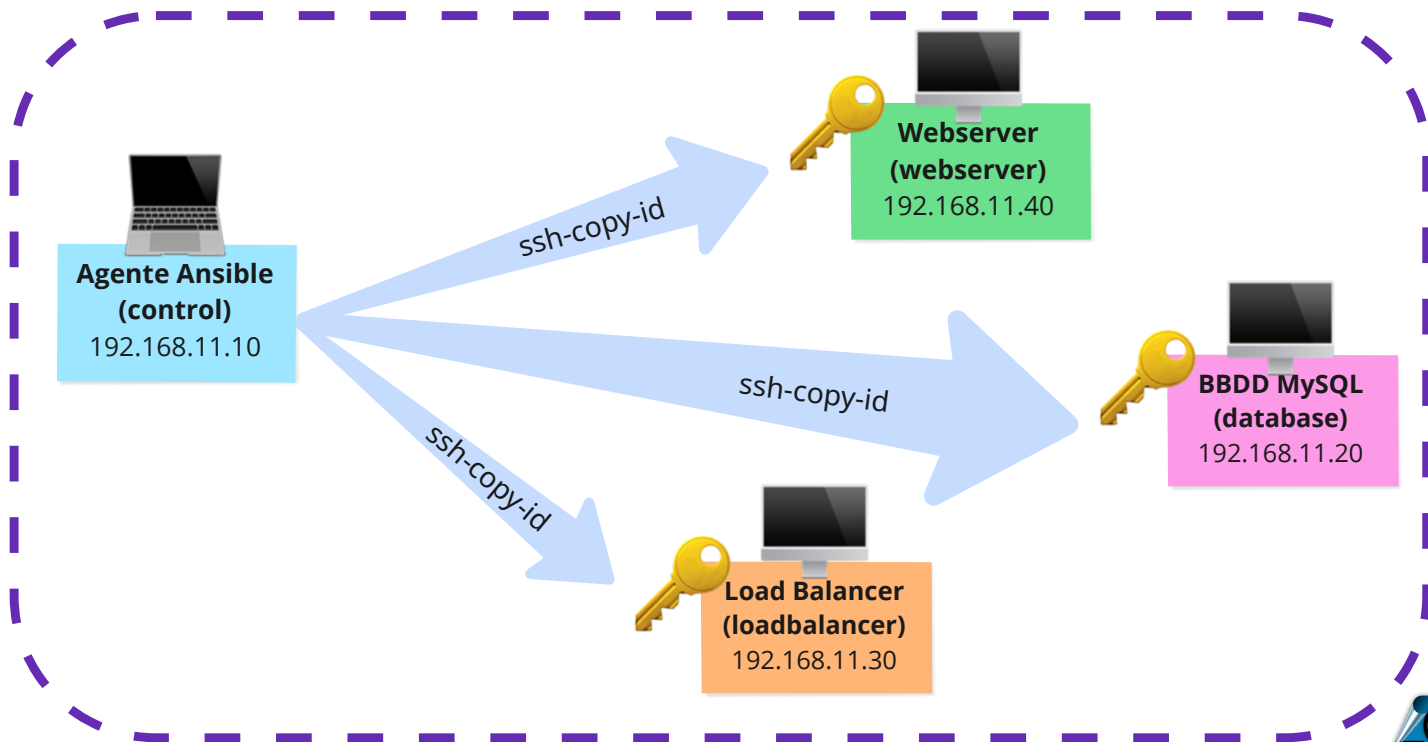 Webserver
(webserver)
192.168.11.40
ssh-copy-id
Agente Ansible
(control)
192.168.11.10
ssh-copy-id
BBDD MySQL
(database)
192.168.11.20
ssh-copy-id
Load Balancer
(loadbalancer)
192.168.11.30